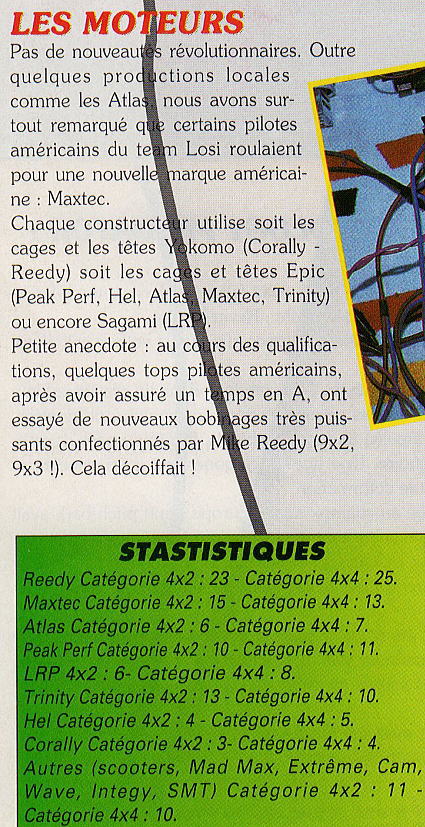 LES MOTEURS
Pas de nouveautés révolutionnaires. Outre
quelques productions locales
comme les Atlas, nous avons sur-
tout remarqué que certains pilotes
américains du team Losi roulaient
pour une nouvelle marque américai-
ne : Maxtec.
Chaque constructeur utilise soit les
cages et les têtes Yokomo (Corally -
Reedy) soit les cages et têtes Epic
(Peak Perf, Hel, Atlas, Maxtec, Trinity)
ou encore Sagami (LRP).
Petite anecdote : au cours des qualifica-
tions, quelques tops pilotes américains,
après avoir assuré un temps en A, ont
essayé de nouveaux bobinages très puis-
sants confectionnés par Mike Reedy (9x2,
9x3 !). Cela décoiffait !
STASTISTIQUES
Reedy Catégorie 4x2 : 23 - Catégorie 4x4 : 25.
Maxtec Catégorie 4x2 : 15 - Catégorie 4x4 : 13.
Atlas Catégorie 4x2 : 6 - Catégorie 4x4 : 7.
Peak Perf Catégorie 4x2 : 10 - Catégorie 4x4 : 11.
LRP 4x2 : 6- Catégorie 4x4 : 8.
Trinity Catégorie 4x2 : 13 - Catégorie 4x4 : 10.
Hel Catégorie 4x2 : 4 - Catégorie 4x4 : 5.
Corally Catégorie 4x2 : 3- Catégorie 4x4 : 4.
Autres (scooters, Mad Max, Extrême, Cam,
Wave, Integy, SMT) Catégorie 4x2 : 11 -
Catégorie 4x4 : 10.